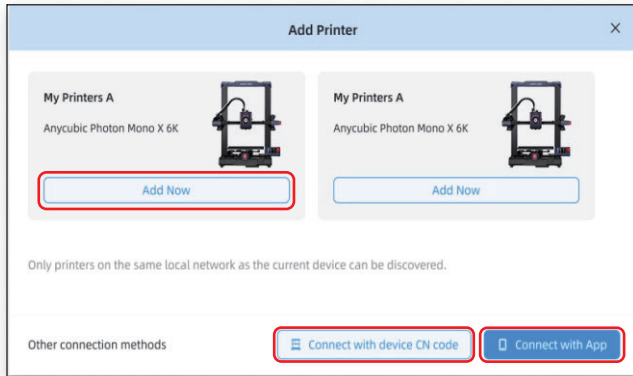 Add Printer
My Printers A
Anycubic Photon Mono X 6K
Add Now
My Printers A
Anycubic Photon Mono X 6K
Add Now
Only printers on the same local network as the current device can be discovered.
Other connection methods
Connect with device CN code
Connect with App